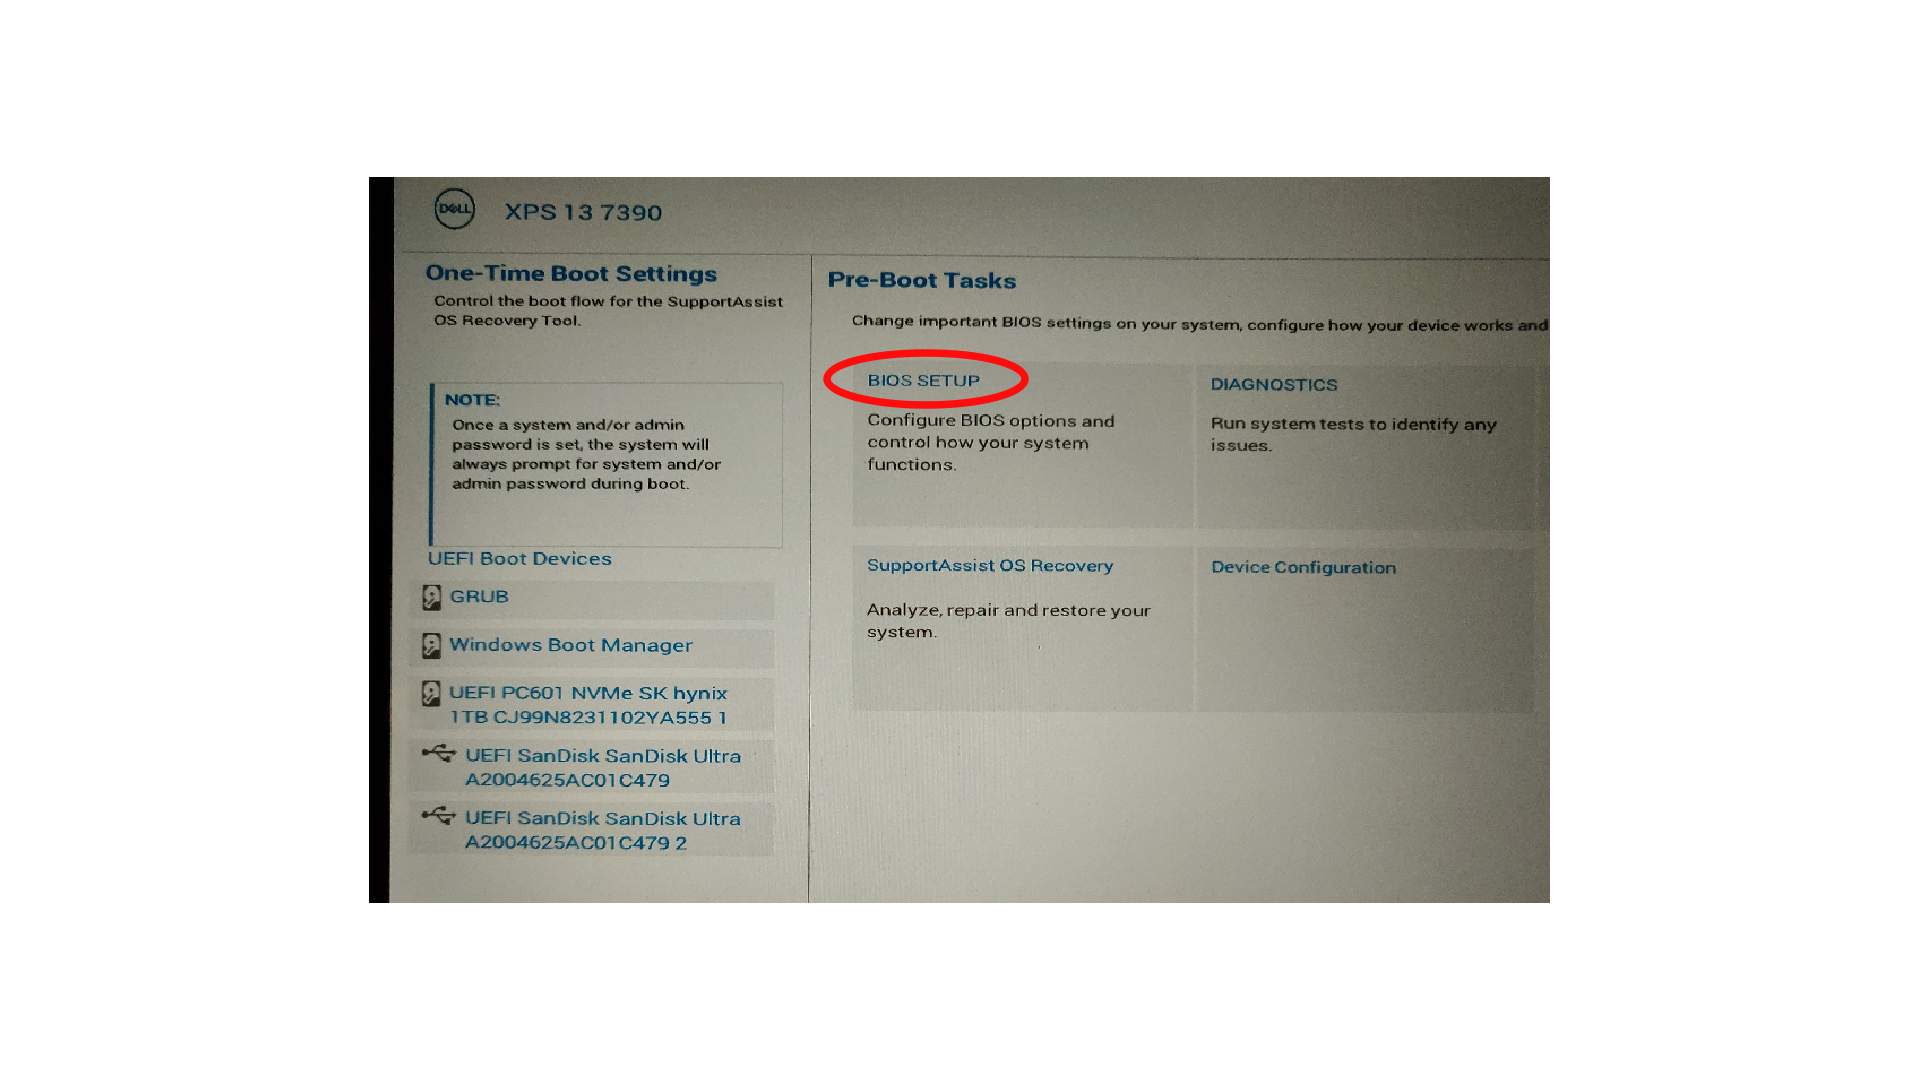 DELL
XPS 13 7390
One-Time Boot Settings
Control the boot flow for the SupportAssist
OS Recovery Tool.
NOTE:
Once a system and/or admin
password is set, the system will
always prompt for system and/or
admin password during boot.
UEFI Boot Devices
GRUB
Windows Boot Manager
UEFI PC601 NVMe SK hynix
1TB CJ99N8231102YA555 1
UEFI SanDisk SanDisk Ultra
A2004625AC01C479
UEFI SanDisk SanDisk Ultra
A2004625AC01C479 2
Pre-Boot Tasks
Change important BIOS settings on your system, configure how your device works and
BIOS SETUP
Configure BIOS options and
control how your system
functions.
DIAGNOSTICS
Run system tests to identify any
issues.
SupportAssist OS Recovery
Analyze, repair and restore your
system.
Device Configuration